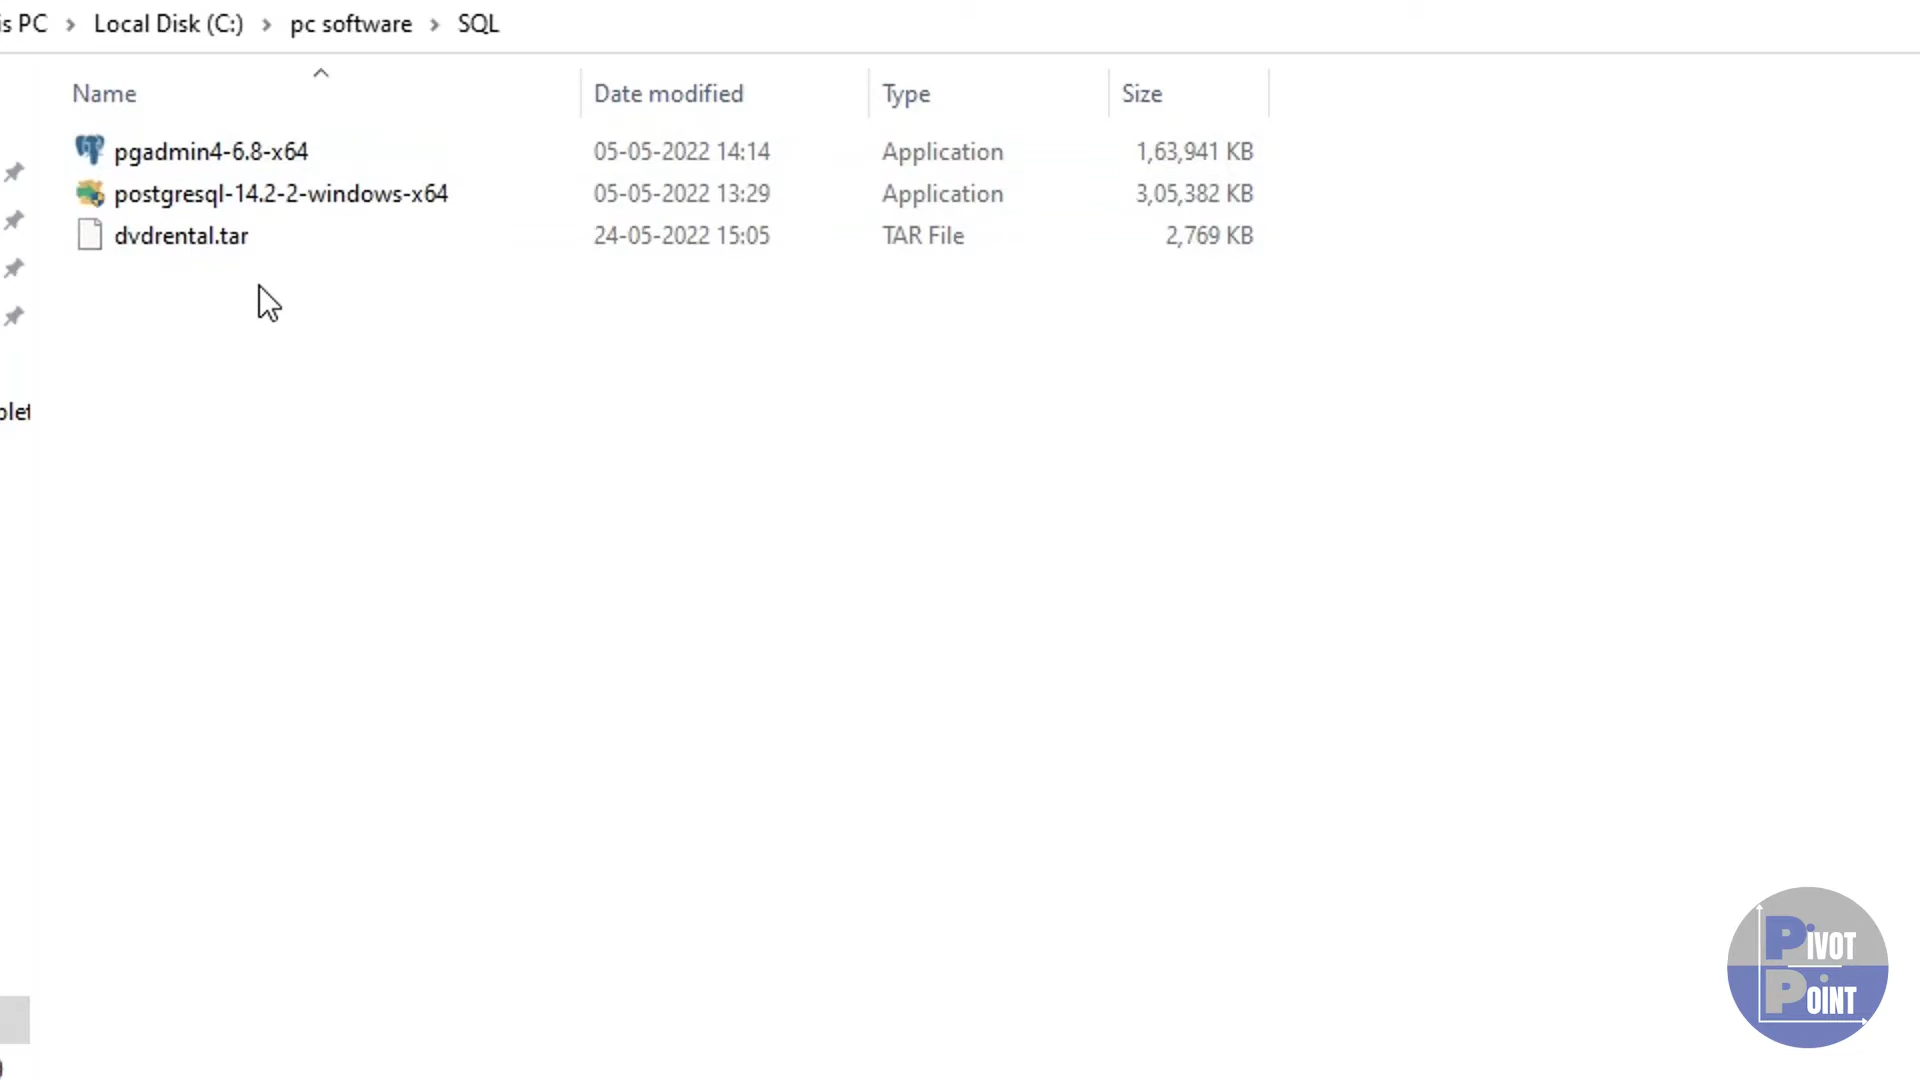 is PC > Local Disk (C:) > pc software > SQL
Name Date modified Type Size
pgadmin4-6.8-x64 05-05-2022 14:14 Application 1,63,941 KB
postgresql-14.2-2-windows-x64 05-05-2022 13:29 Application 3,05,382 KB
dvdrental.tar 24-05-2022 15:05 TAR File 2,769 KB
plet
PIVOT
POINT